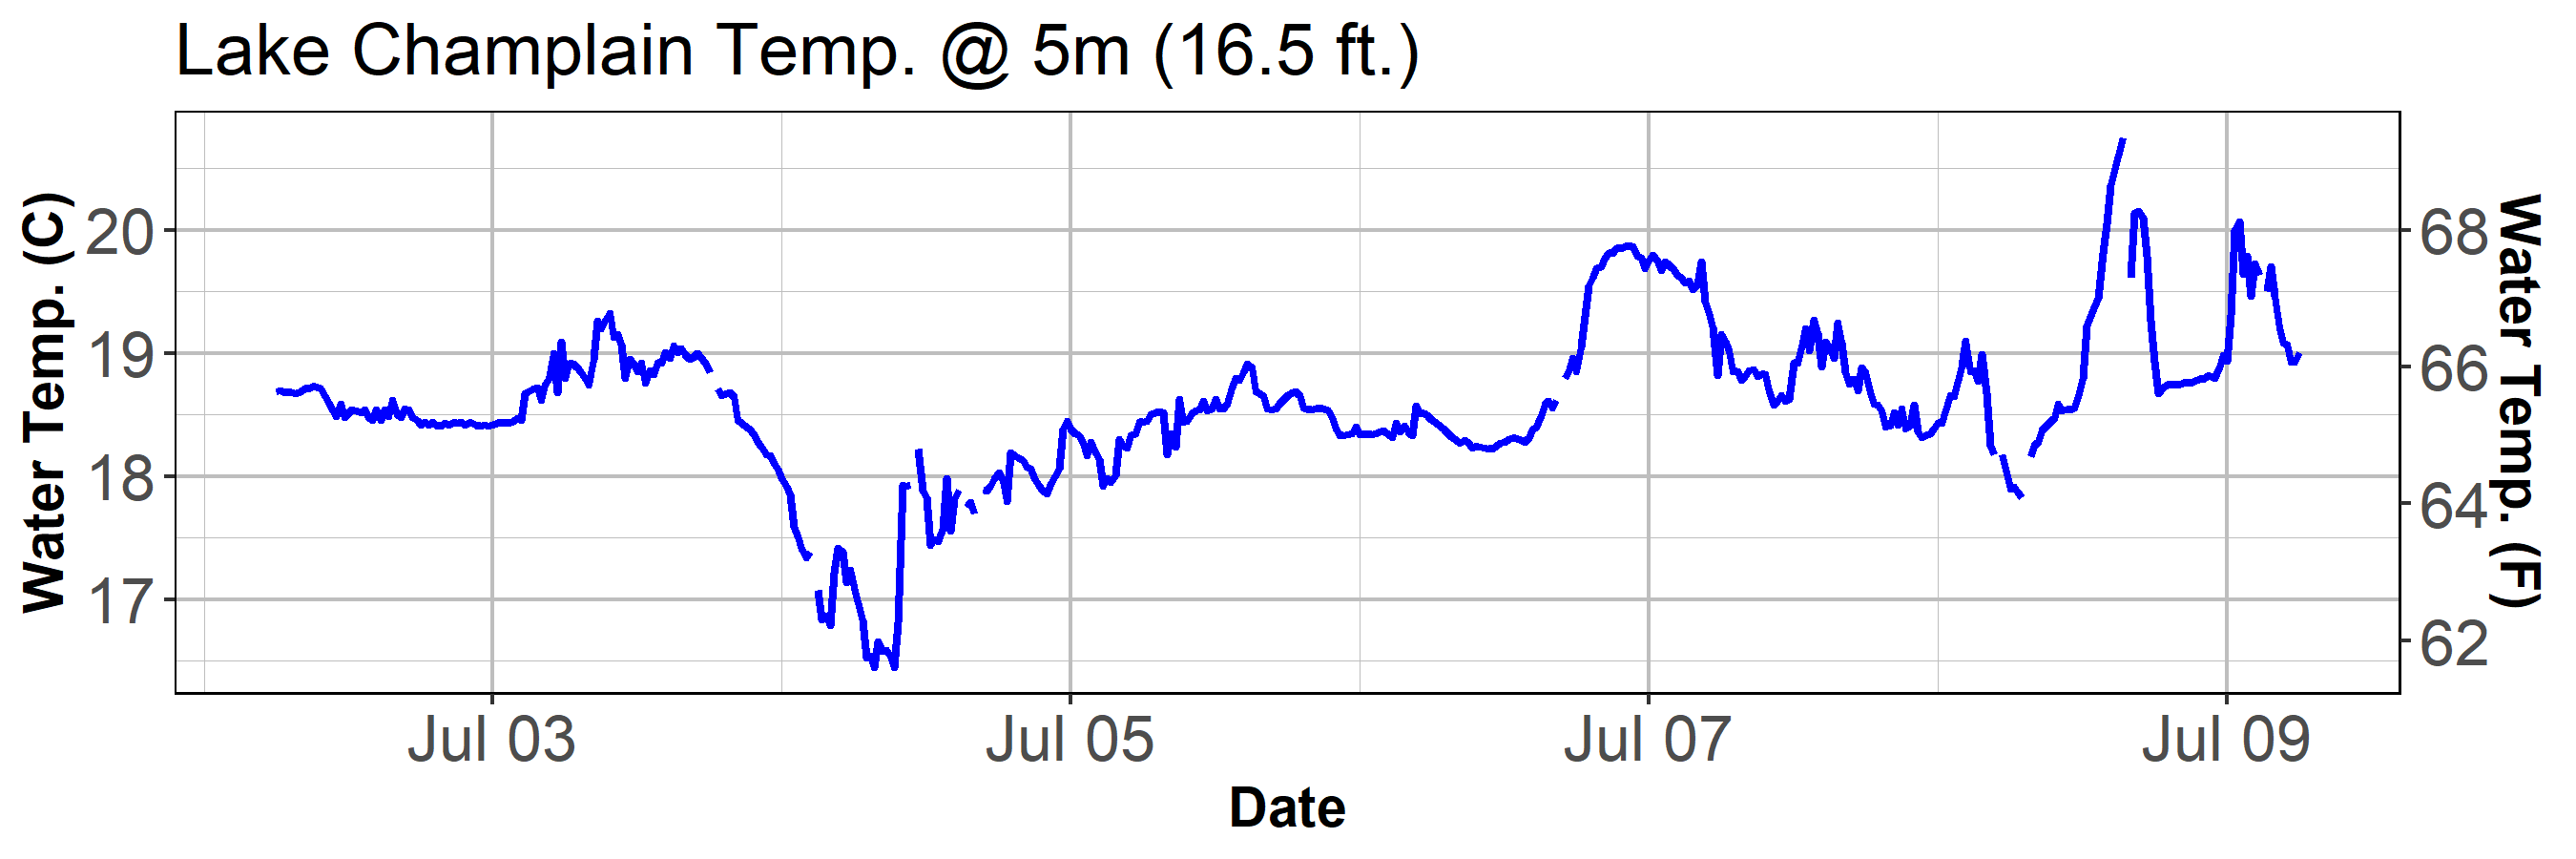 Lake Champlain Temp. @ 5m (16.5 ft.)
Water Temp. (C)
20
19
18
17
68
66
64
62
Water Temp. (F)
Jul 03 Jul 05 Jul 07 Jul 09
Date